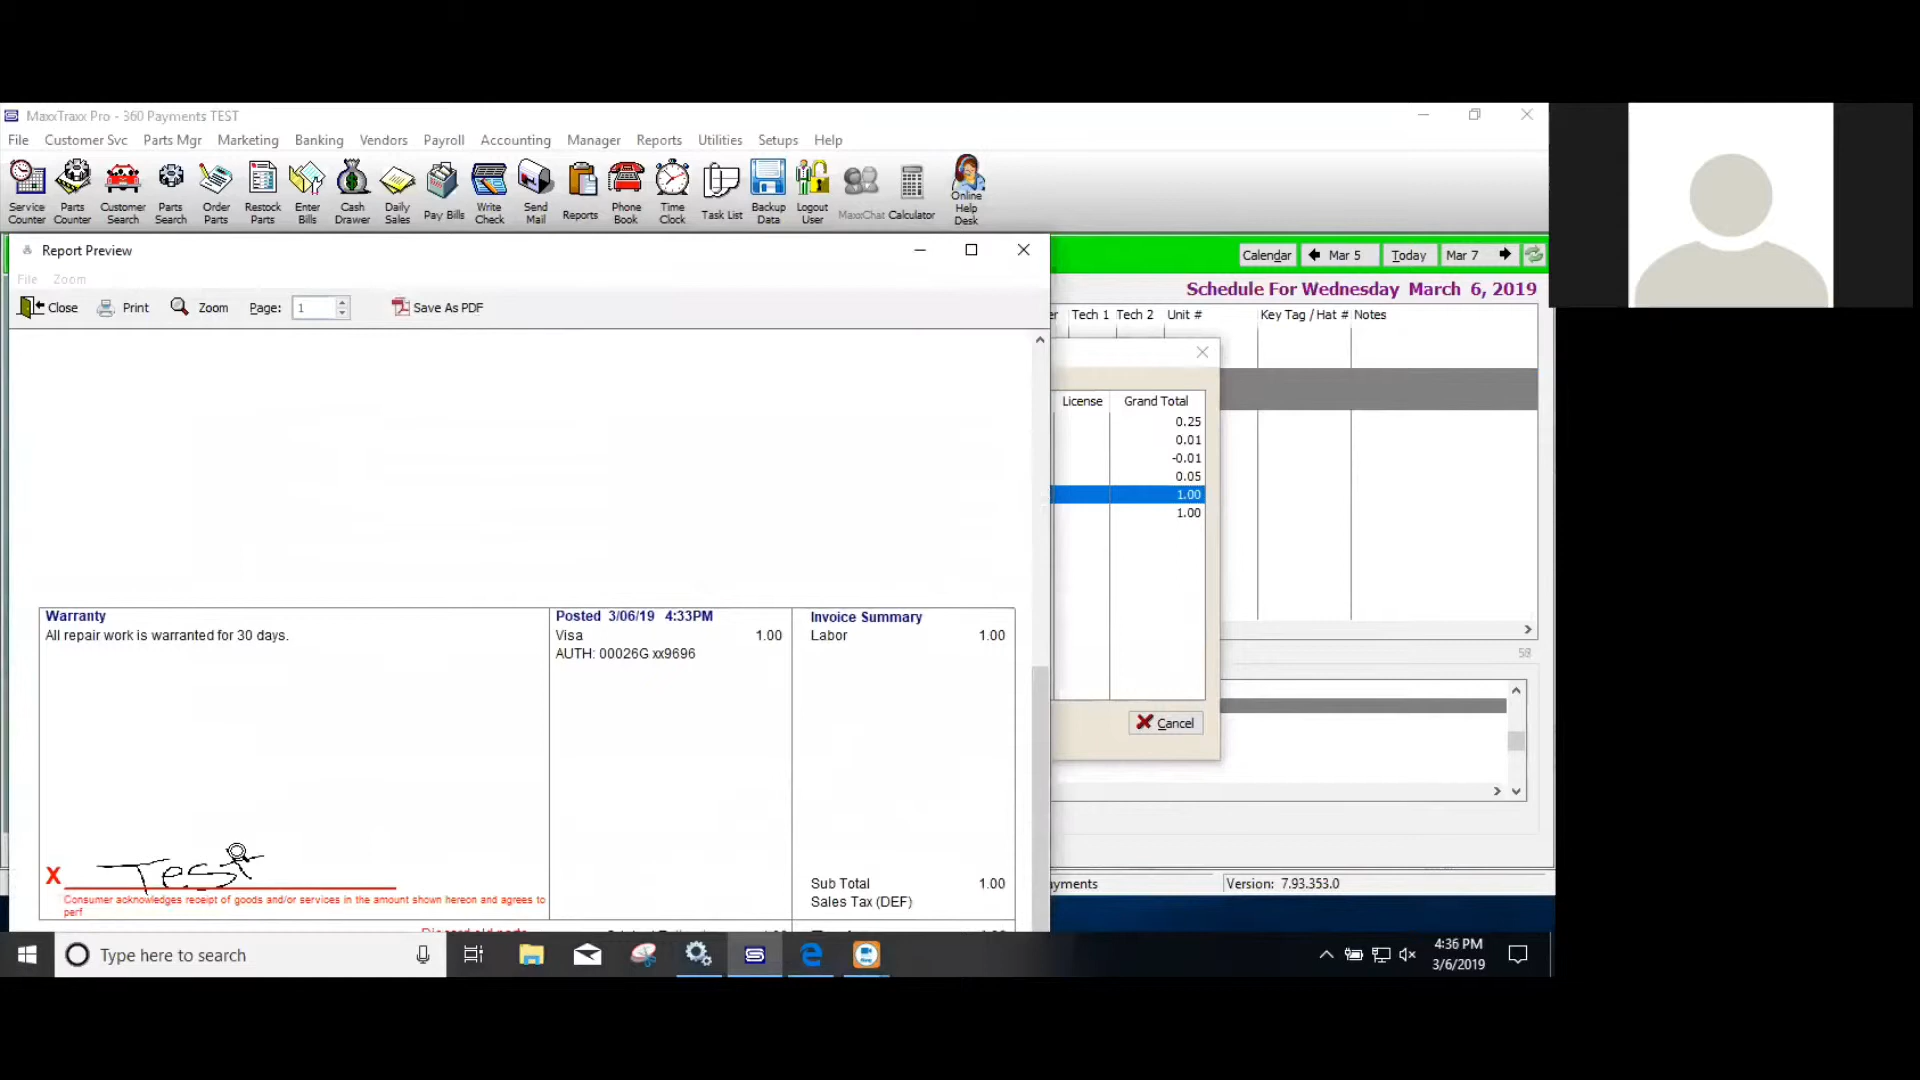 MaxxTraxx Pro - 360 Payments TEST
File Customer Svc Parts Mgr Marketing Banking Vendors Payroll Accounting Manager Reports Utilities Setups Help
Service Counter
Parts Counter
Customer Search
Parts Search
Order Parts
Restock Parts
Enter Bills
Cash Drawer
Daily Sales
Pay Bills
Write Check
Send Mail
Reports
Phone Book
Time Clock
Task List
Backup Data
Logout User
MaxxChat
Calculator
Online Help Desk
Report Preview
File Zoom
Close Print Zoom Page: 1 Save As PDF
Calendar Mar 5 Today Mar 7
Schedule For Wednesday March 6, 2019
er Tech 1 Tech 2 Unit # Key Tag / Hat # Notes
License Grand Total
0.25
0.01
-0.01
0.05
1.00
1.00
58
Cancel
Warranty
All repair work is warranted for 30 days.
Posted 3/06/19 4:33PM
Visa 1.00
AUTH: 00026G xx9696
Invoice Summary
Labor 1.00
X Test
Consumer acknowledges receipt of goods and/or services in the amount shown hereon and agrees to
perf
Sub Total 1.00
Sales Tax (DEF)
yments
Version: 7.93.353.0
Type here to search
4:36 PM
3/6/2019